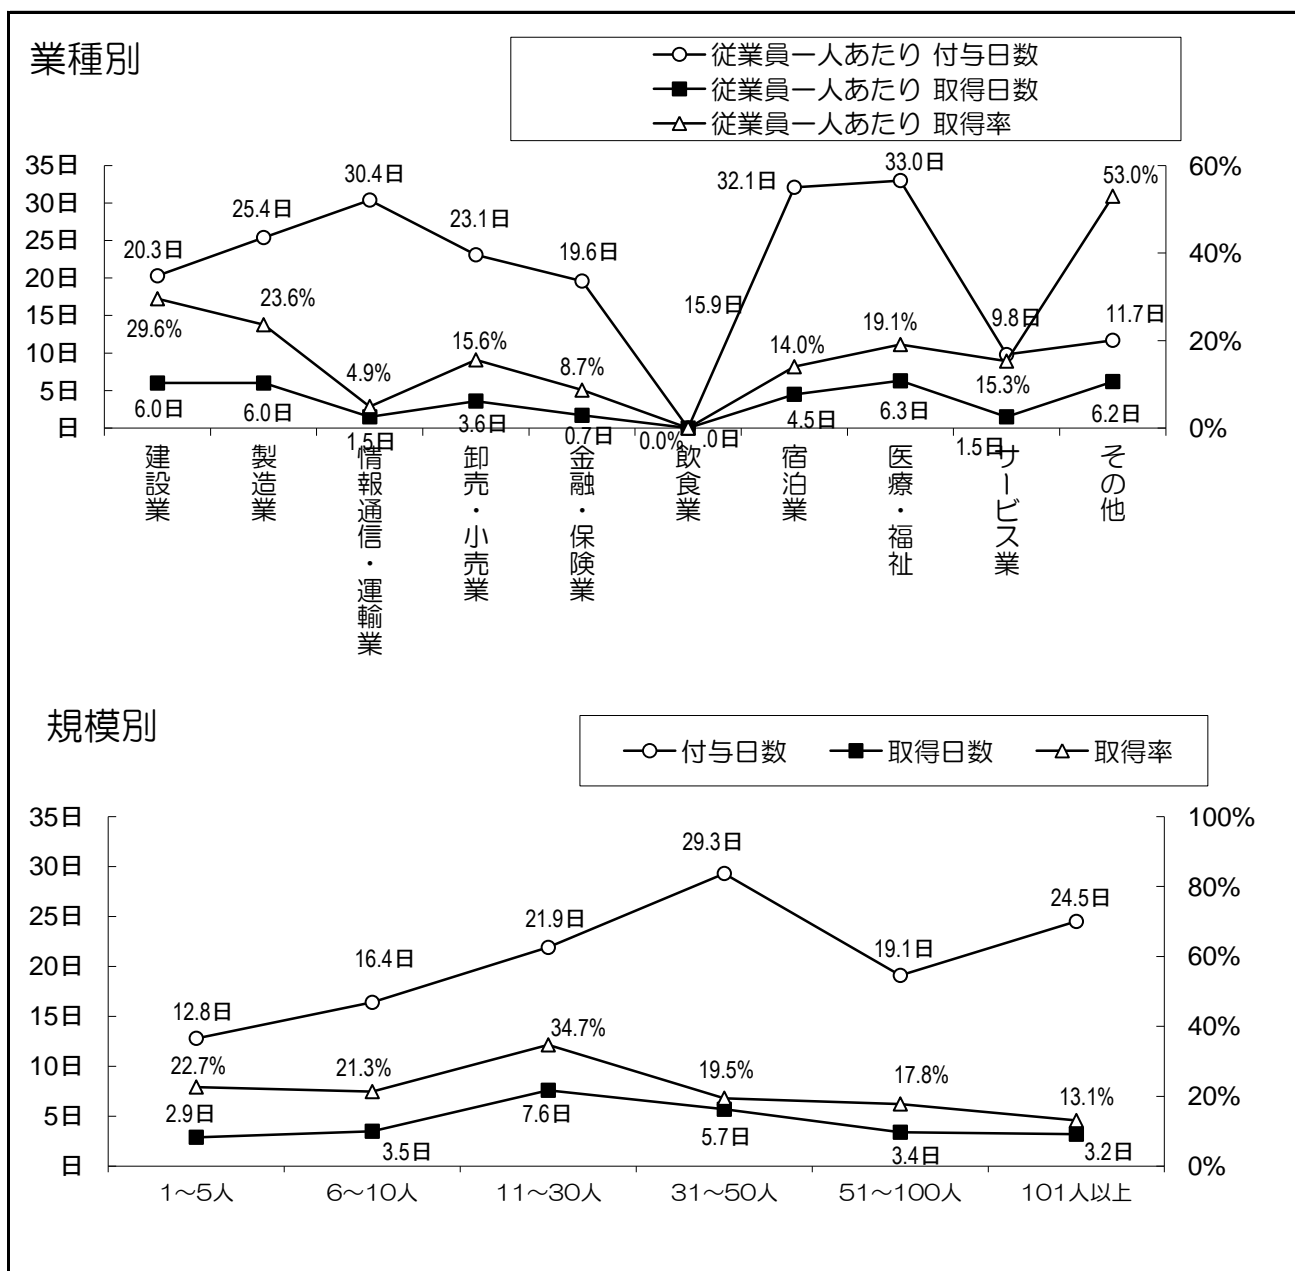 業種別
従業員一人あたり 付与日数
従業員一人あたり 取得日数
従業員一人あたり 取得率
35日
30日
25日
20日
15日
10日
5日
日
60%
40%
20%
0%
20.3日
25.4日
30.4日
23.1日
19.6日
15.9日
32.1日
33.0日
9.8日
11.7日
29.6%
23.6%
4.9%
15.6%
8.7%
0.0%
14.0%
19.1%
15.3%
53.0%
6.0日
6.0日
1.5日
3.6日
0.7日
.0日
4.5日
6.3日
1.5日
6.2日
建設業
製造業
情報通信・運輸業
卸売・小売業
金融・保険業
飲食業
宿泊業
医療・福祉
サービス業
その他
規模別
付与日数 取得日数 取得率
35日
30日
25日
20日
15日
10日
5日
日
100%
80%
60%
40%
20%
0%
12.8日
16.4日
21.9日
29.3日
19.1日
24.5日
22.7%
21.3%
34.7%
19.5%
17.8%
13.1%
2.9日
3.5日
7.6日
5.7日
3.4日
3.2日
1～5人
6～10人
11～30人
31～50人
51～100人
101人以上